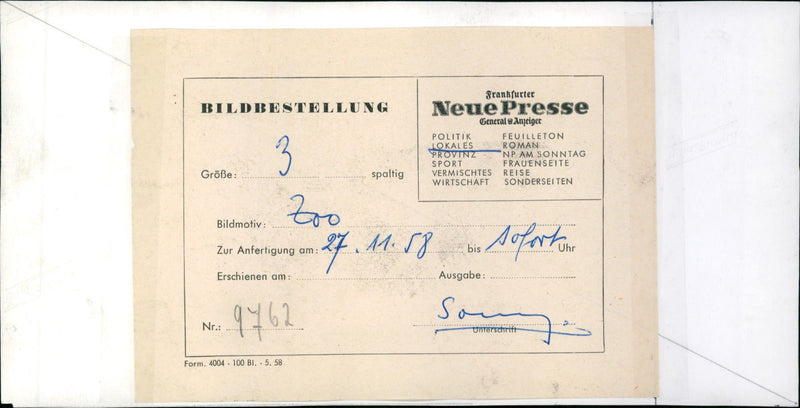 BILDBESTELLUNG
Größe: 3 spaltig
Frankfurter
Neue Presse
General-Anzeiger
POLITIK FEUILLETON
LOKALES ROMAN
PROVINZ NP AM SONNTAG
SPORT FRAUENSEITE
VERMISCHTES REISE
WIRTSCHAFT SONDERSEITEN
Bildmotiv: Zoo
Zur Anfertigung am: 27. 11. 58 bis sofort Uhr
Erschienen am: Ausgabe:
Nr.: 9762
Unterschrift
Form. 4004 - 100 Bl. - 5. 58